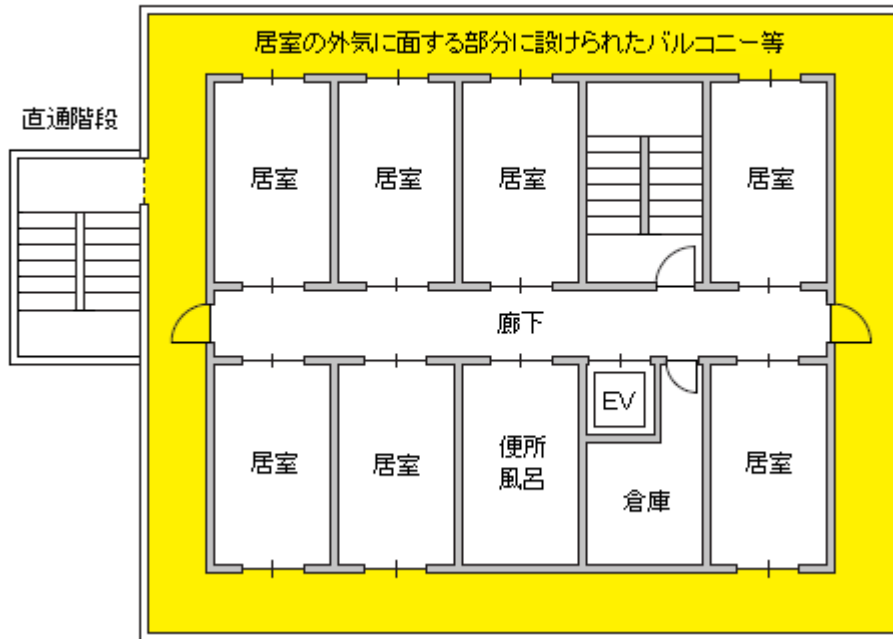 居室の外気に面する部分に設けられたバルコニー等
直通階段
居室
居室
居室
居室
廊下
居室
居室
便所
風呂
EV
倉庫
居室